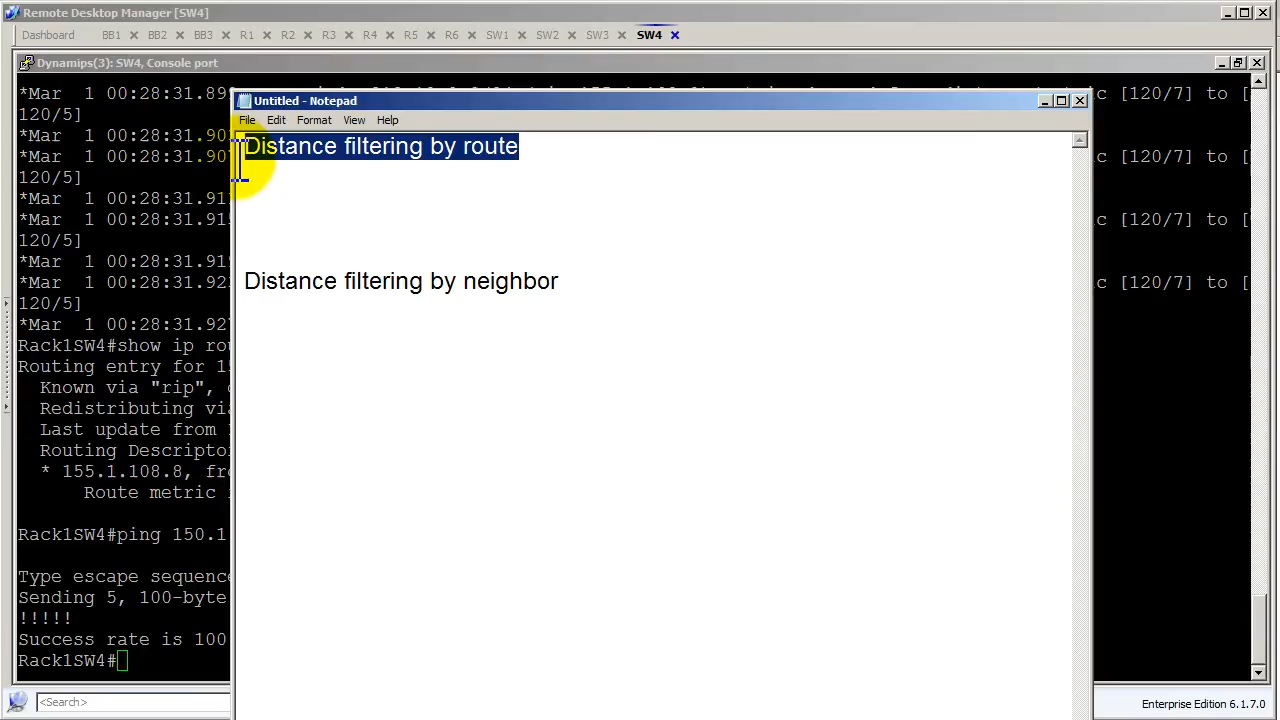 Remote Desktop Manager [SW4]
Dashboard BB1 BB2 BB3 R1 R2 R3 R4 R5 R6 SW1 SW2 SW3 SW4
Dynamips(3): SW4, Console port
*Mar 1 00:28:31.89 [120/7] to [
120/5]
*Mar 1 00:28:31.90
*Mar 1 00:28:31.90 c [120/7] to [
120/5]
*Mar 1 00:28:31.91
*Mar 1 00:28:31.91 c [120/7] to [
120/5]
*Mar 1 00:28:31.91
*Mar 1 00:28:31.92 c [120/7] to [
120/5]
*Mar 1 00:28:31.92
Rack1SW4#show ip rou
Routing entry for 15
Known via "rip",
Redistributing via
Last update from
Routing Descriptor
* 155.1.108.8, fro
Route metric
Rack1SW4#ping 150.1
Type escape sequence
Sending 5, 100-byte
!!!!!
Success rate is 100
Rack1SW4#
Untitled - Notepad
File Edit Format View Help
Distance filtering by route
Distance filtering by neighbor
<Search>
Enterprise Edition 6.1.7.0